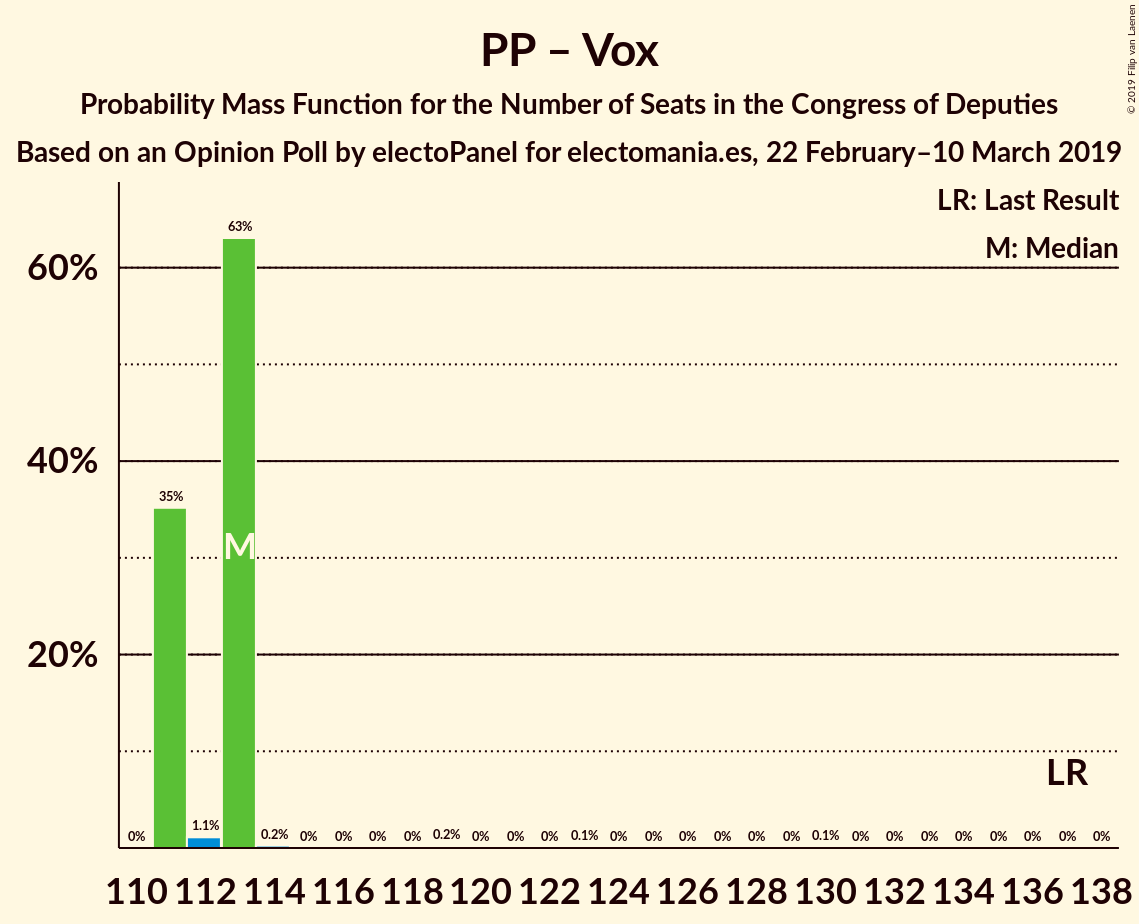 PP – Vox
Probability Mass Function for the Number of Seats in the Congress of Deputies
Based on an Opinion Poll by electoPanel for electomania.es, 22 February–10 March 2019
© 2019 Filip van Laenen
LR: Last Result
M: Median
60%
40%
20%
0% 35% 1.1% 63% 0.2% 0% 0% 0% 0% 0.2% 0% 0% 0% 0.1% 0% 0% 0% 0% 0% 0% 0.1% 0% 0% 0% 0% 0% 0% 0% 0%
M
LR
110 112 114 116 118 120 122 124 126 128 130 132 134 136 138